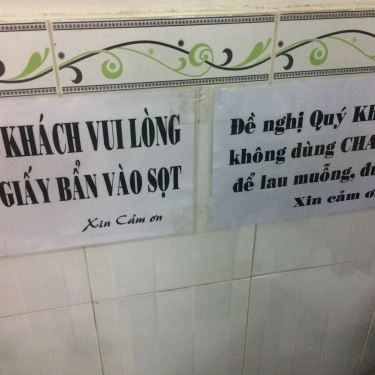 KHÁCH VUI LÒNG
GIẤY BẨN VÀO SỌT
Xin Cảm ơn
Đề nghị Quý
không dùng
để lau muỗng,
Xin cảm